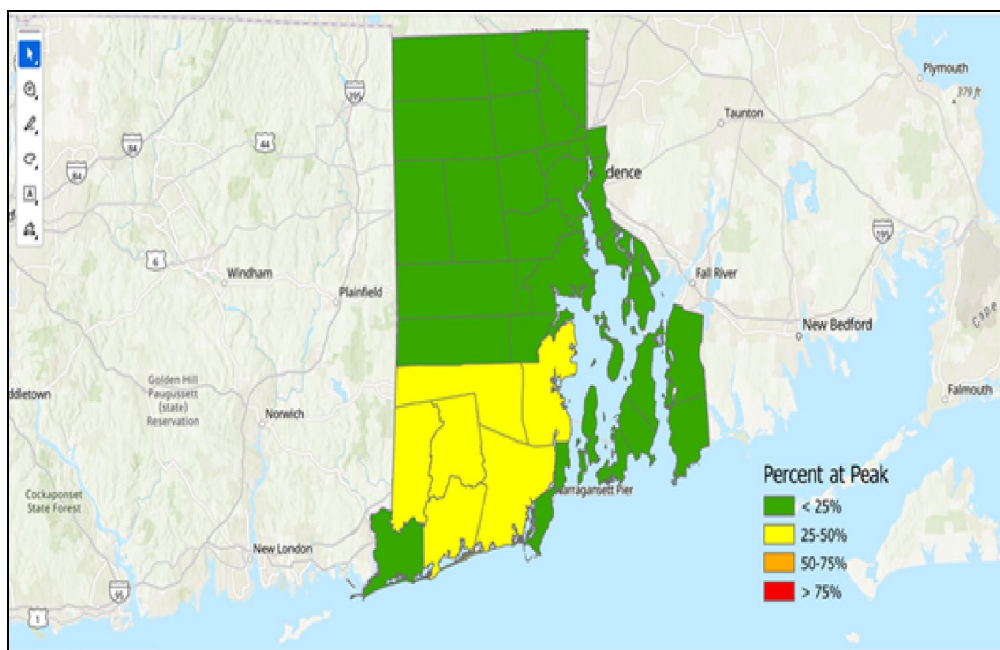 Plymouth
379 ft
395
Taunton
84
44
84
dence
195
6
Windham
Plainfield
Fall River
New Bedford
Cape
ddletown
Golden Hill
Paugussett
(state)
Reservation
Norwich
Falmouth
Percent at Peak
< 25%
25-50%
50-75%
> 75%
Narragansett Pier
Cockaponset
State Forest
New London
95
1
A